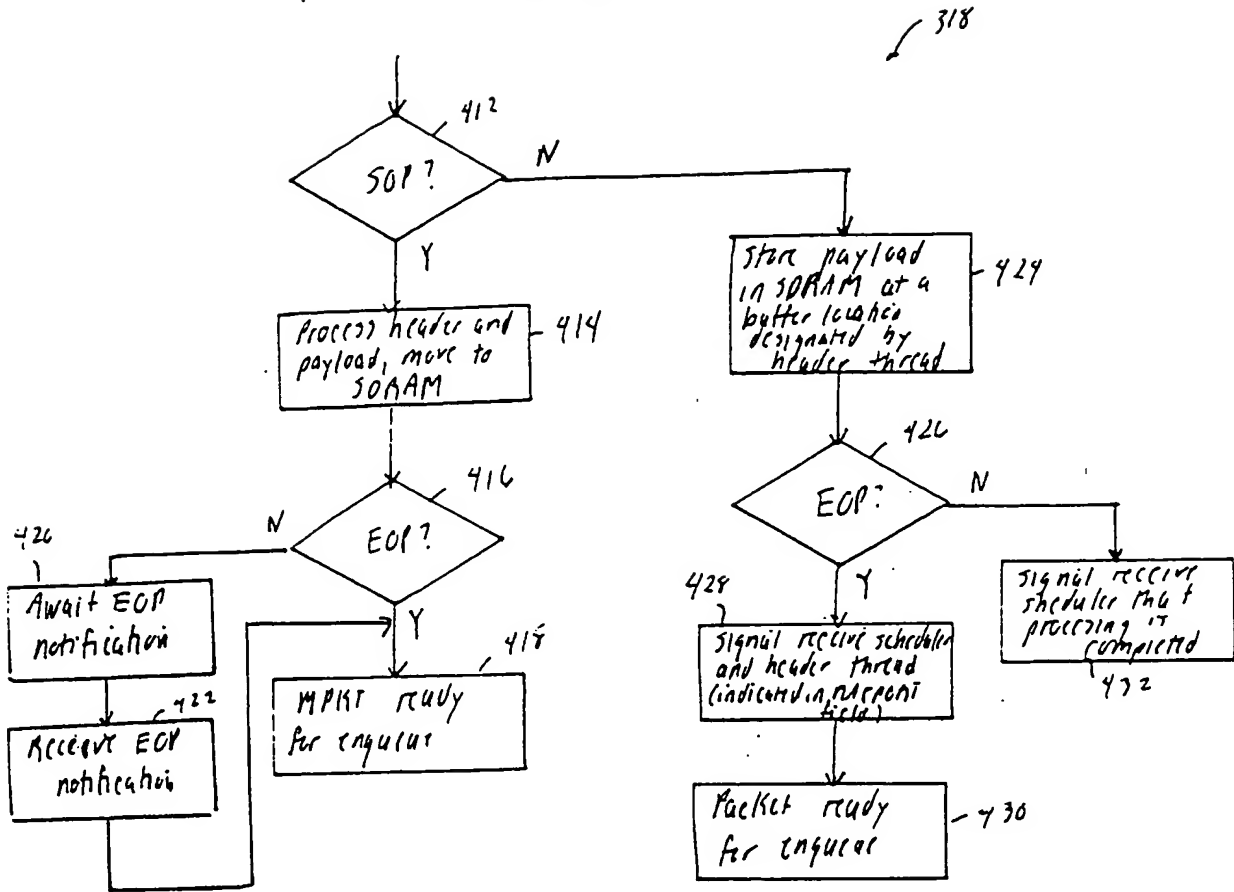 318
412
SOP?
N
Y
Process header and
payload, move to
SDRAM
414
416
EOP?
N
Y
420
Await EOP
notification
422
Receive EOP
notification
418
MPKT ready
for enqueue
Store payload
in SDRAM at a
buffer location
designated by
header thread
424
426
EOP?
N
Y
428
Signal receive scheduler
and header thread
(indicated in
field)
Signal receive
sheduler that
processing is
completed
432
Packet ready
for enqueue
430